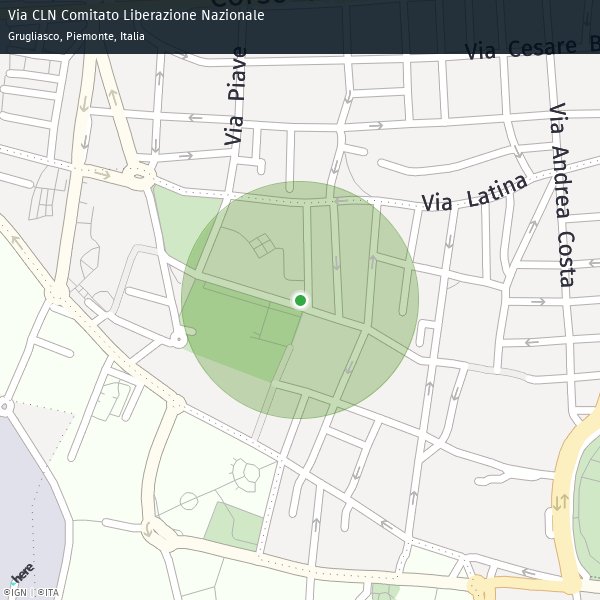 Via CLN Comitato Liberazione Nazionale
Grugliasco, Piemonte, Italia
Via Cesare B
Via Piave
Via Andrea Costa
Via Latina
here
©IGN | ©ITA